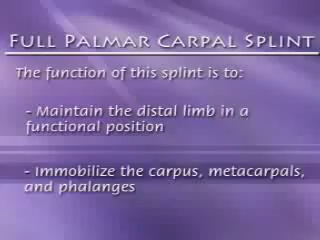 Full Palmar Carpal Splint
The function of this splint is to:
- Maintain the distal limb in a
functional position
- Immobilize the carpus, metacarpals,
and phalanges